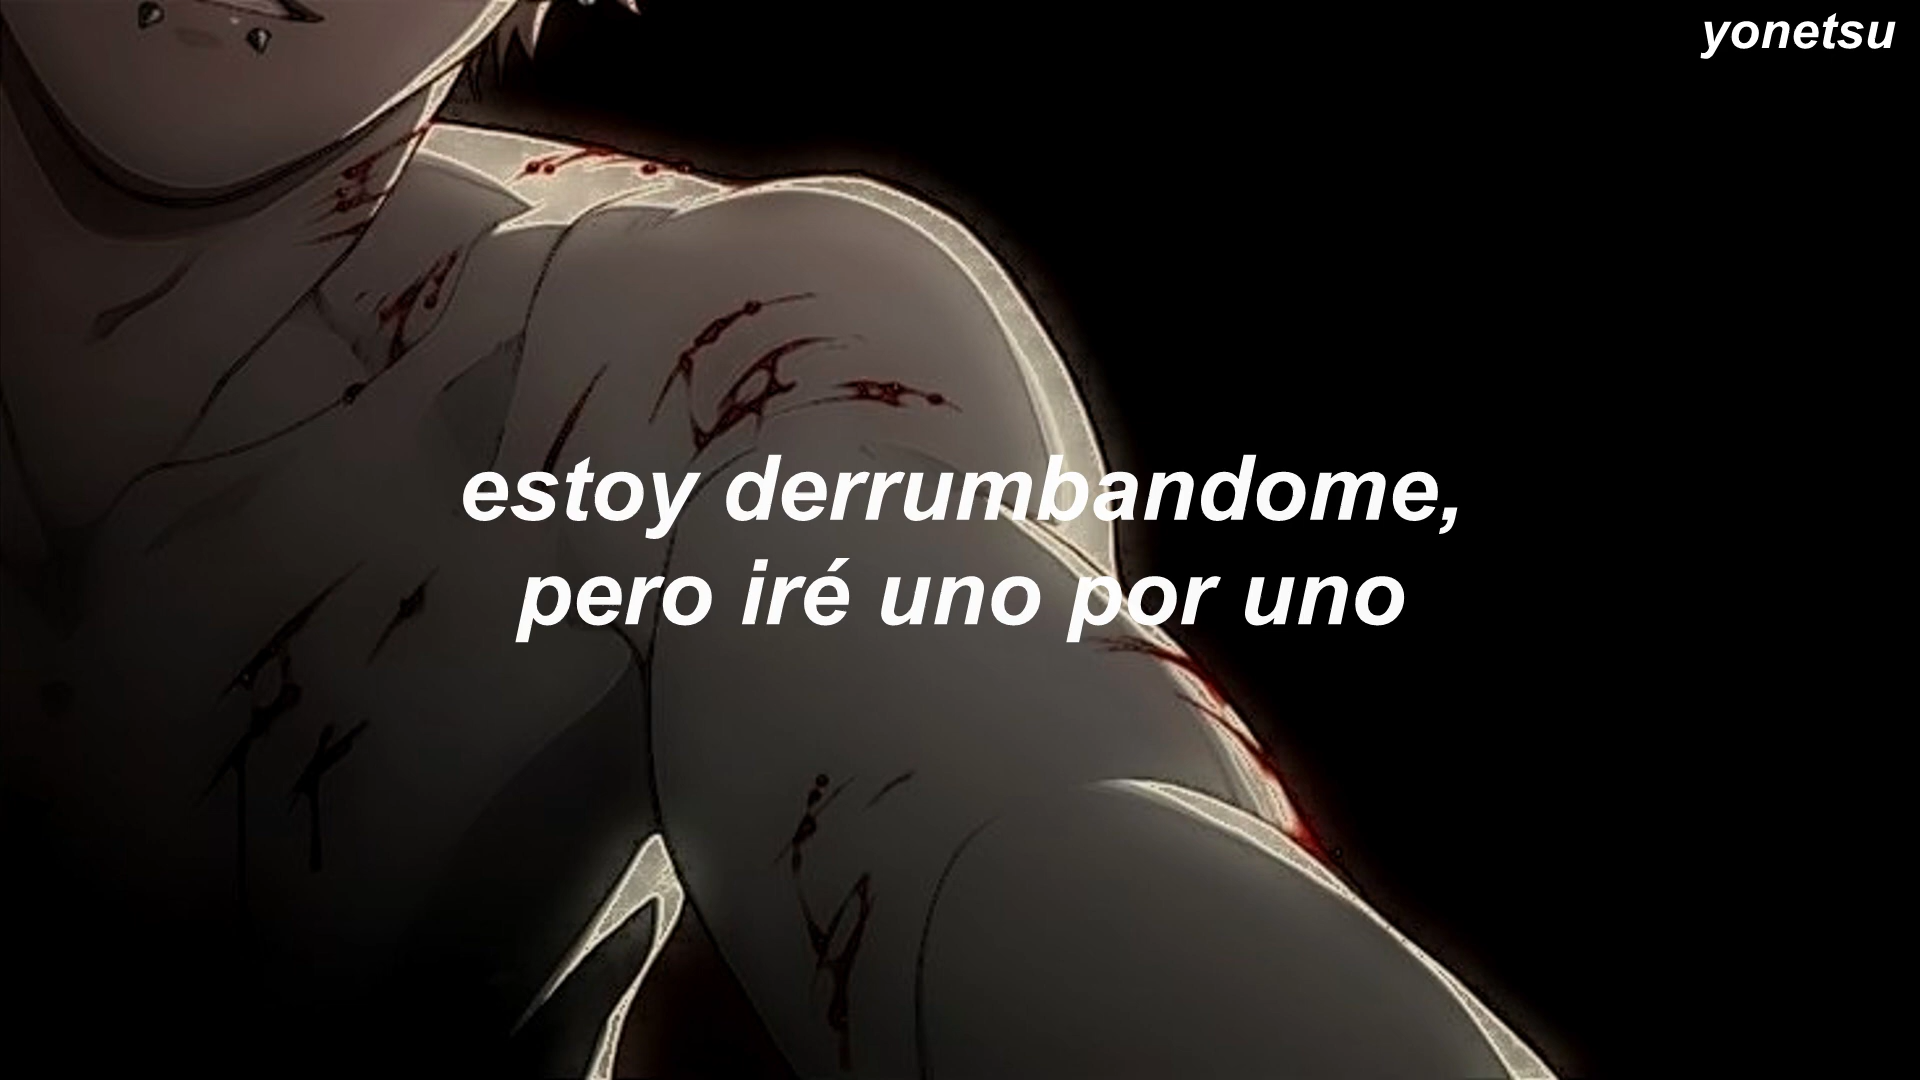 yonetsu
estoy derrumbandome,
pero iré uno por uno